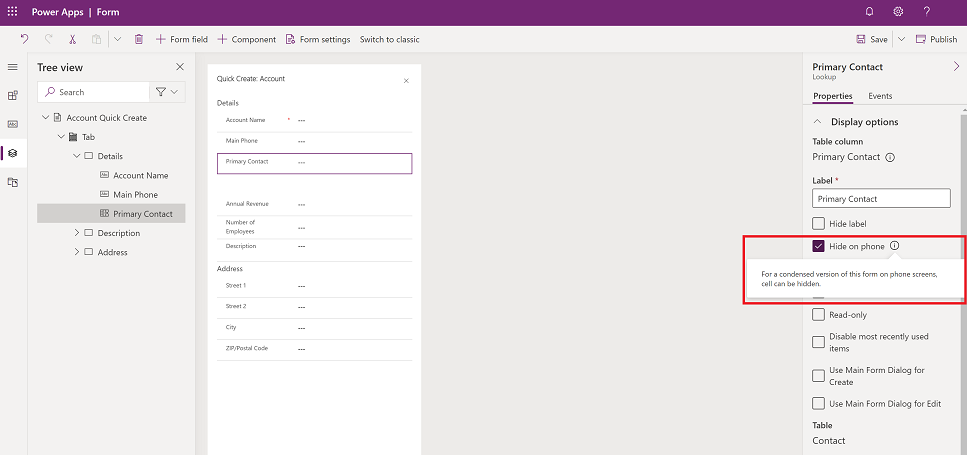 Power Apps | Form
Form field
Component
Form settings
Switch to classic
Save
Publish
Tree view
Search
Account Quick Create
Tab
Details
Abc Account Name
Abc Main Phone
Primary Contact
Description
Address
Quick Create: Account
Details
Account Name * ---
Main Phone ---
Primary Contact ---
Annual Revenue ---
Number of
Employees ---
Description ---
Address
Street 1 ---
Street 2 ---
City ---
ZIP/Postal Code ---
Primary Contact
Lookup
Properties Events
Display options
Table column
Primary Contact
Label *
Primary Contact
Hide label
Hide on phone
For a condensed version of this form on phone screens,
cell can be hidden.
Read-only
Disable most recently used
items
Use Main Form Dialog for
Create
Use Main Form Dialog for Edit
Table
Contact